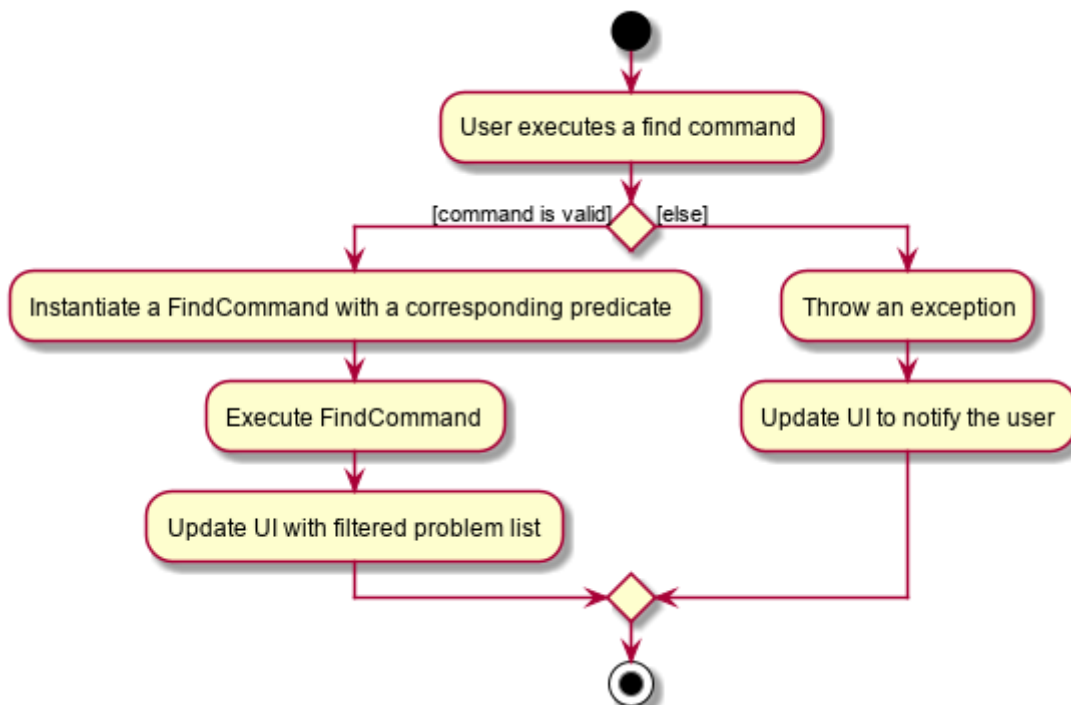 User executes a find command
[command is valid]
[else]
Instantiate a FindCommand with a corresponding predicate
Throw an exception
Execute FindCommand
Update UI to notify the user
Update UI with filtered problem list